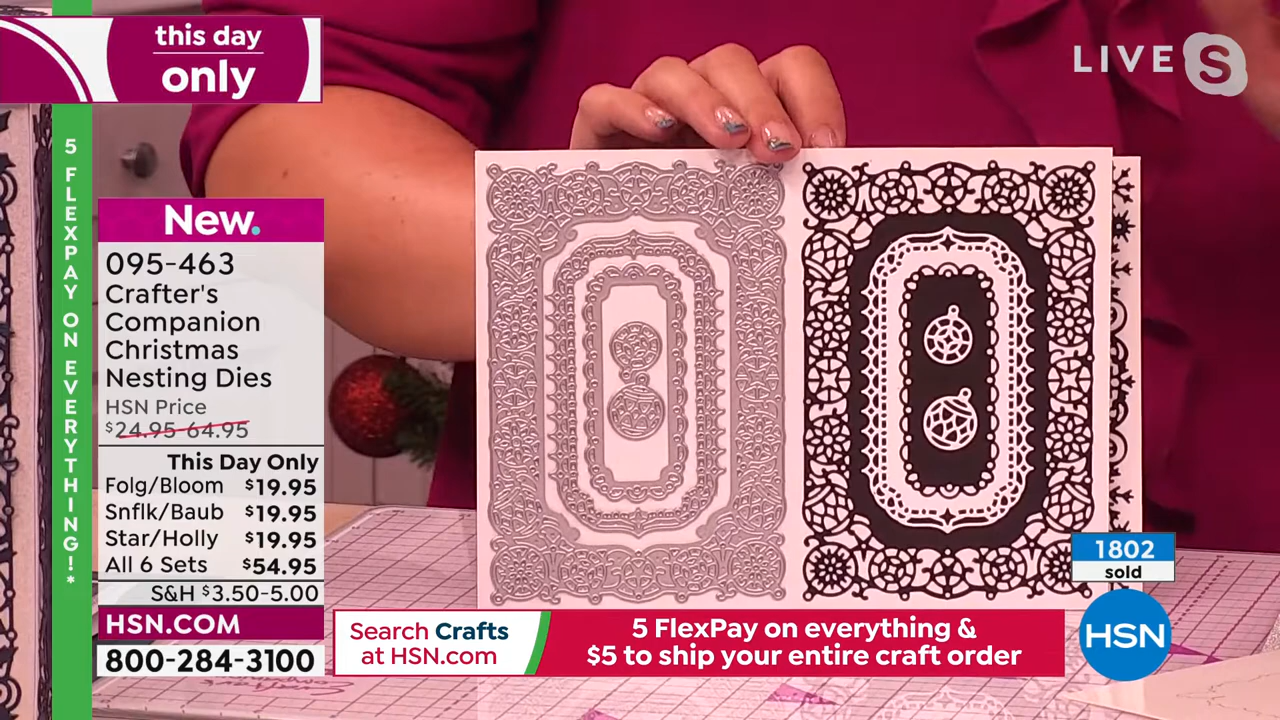 this day
only
LIVE S
5 FLEXPAY ON EVERYTHING!*
New.
095-463
Crafter's
Companion
Christmas
Nesting Dies
HSN Price
$24.95-64.95
This Day Only
Folg/Bloom $19.95
Snflk/Baub $19.95
Star/Holly $19.95
All 6 Sets $54.95
S&H $3.50-5.00
HSN.COM
800-284-3100
Search Crafts
at HSN.com
5 FlexPay on everything &
$5 to ship your entire craft order
1802
sold
HSN